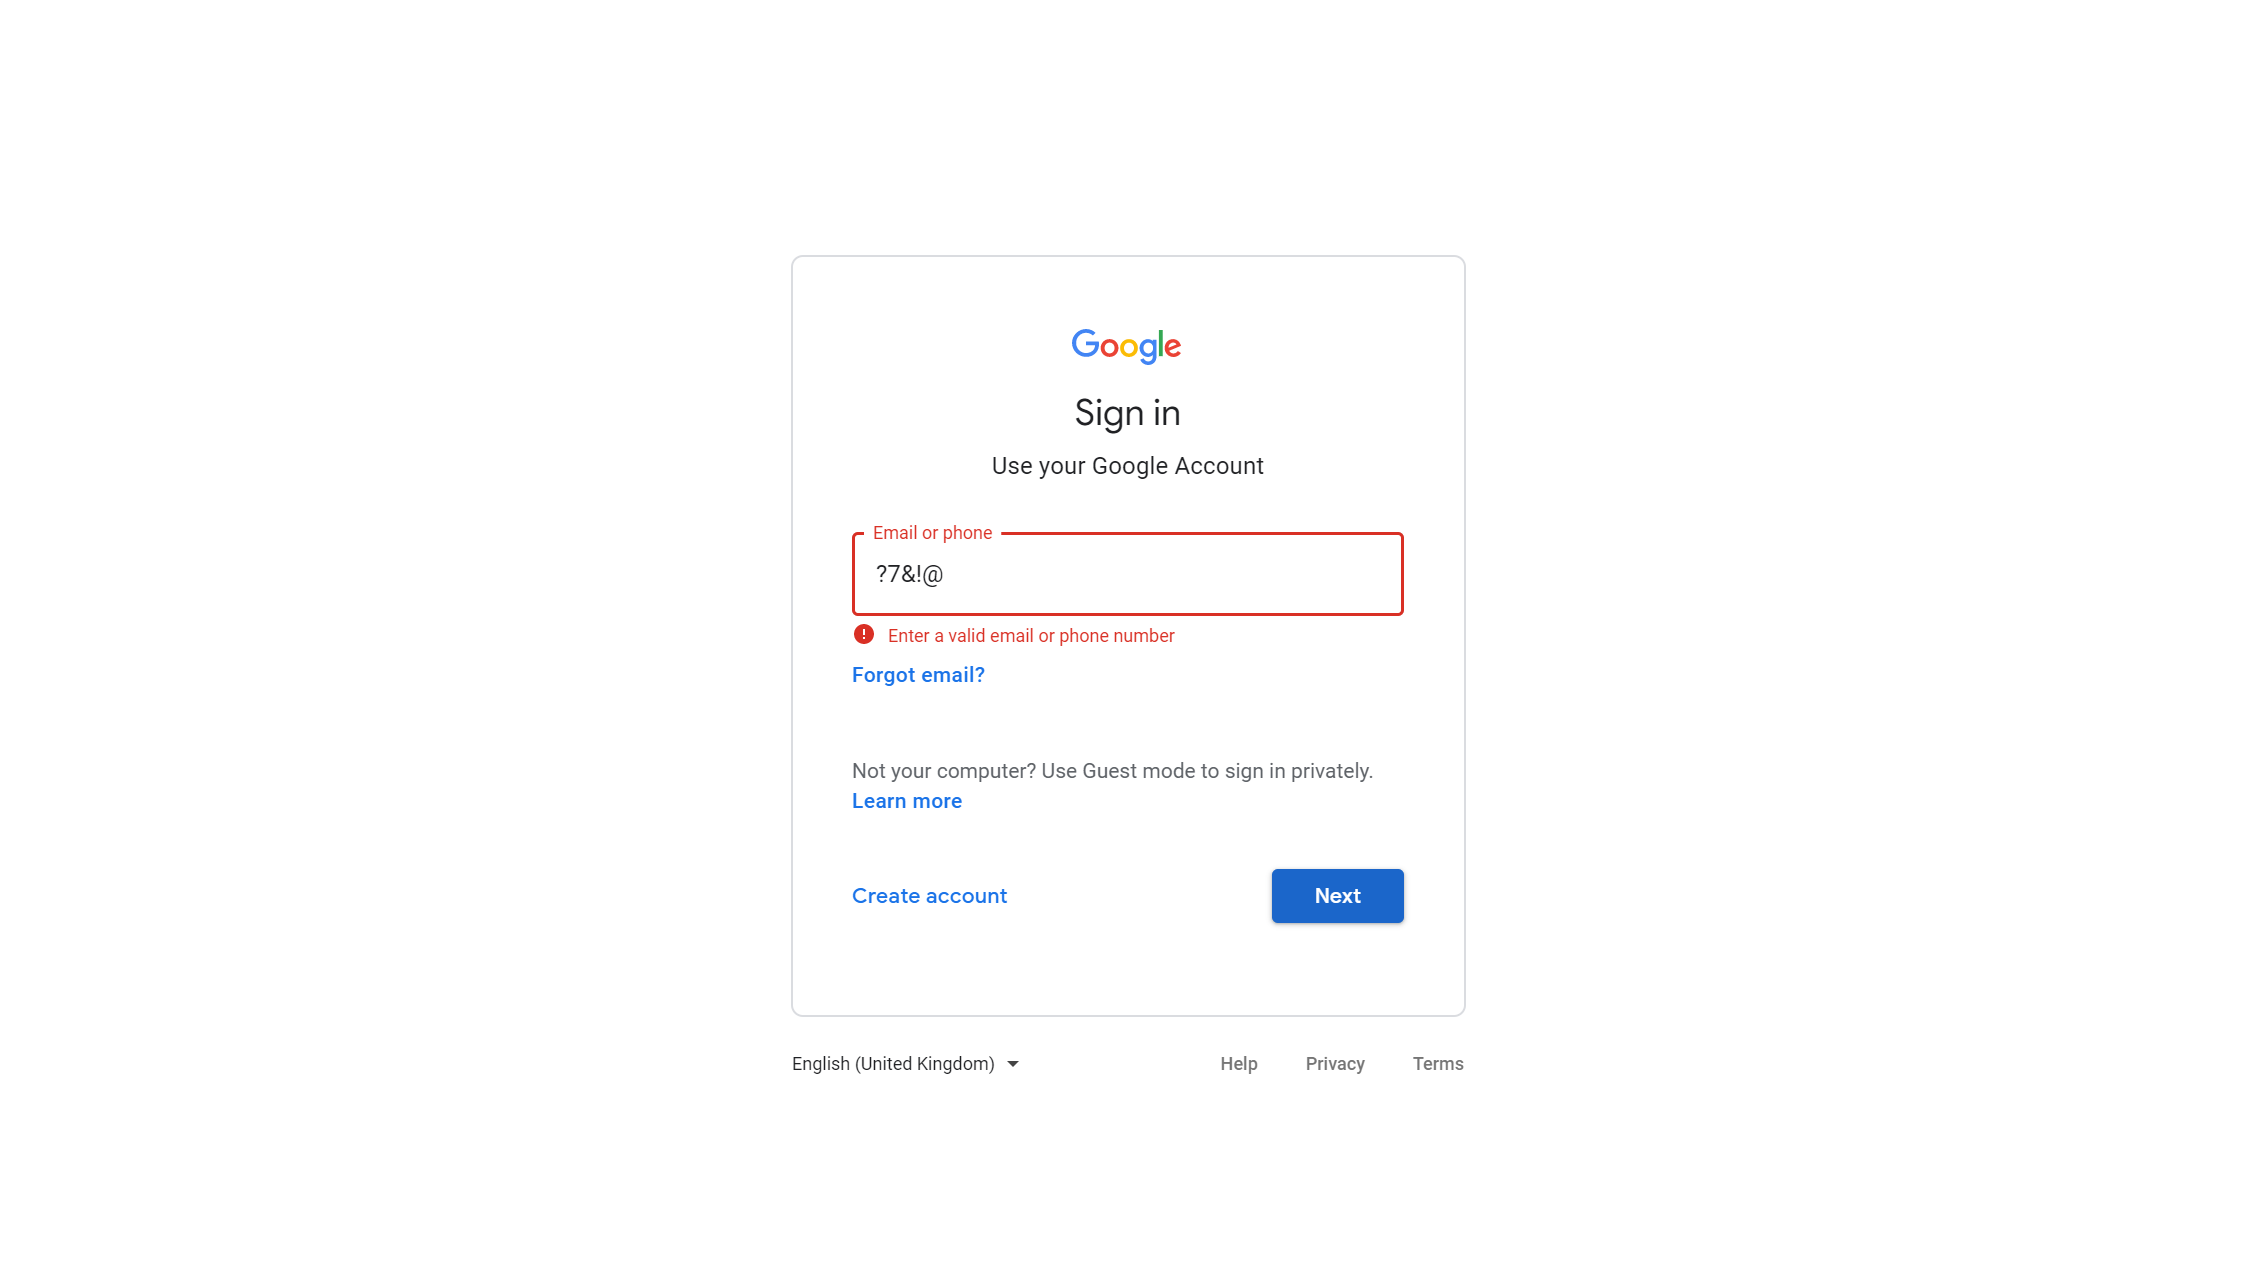 Google
Sign in
Use your Google Account
Email or phone
?7&!@
Enter a valid email or phone number
Forgot email?
Not your computer? Use Guest mode to sign in privately.
Learn more
Create account
Next
English (United Kingdom)
Help
Privacy
Terms